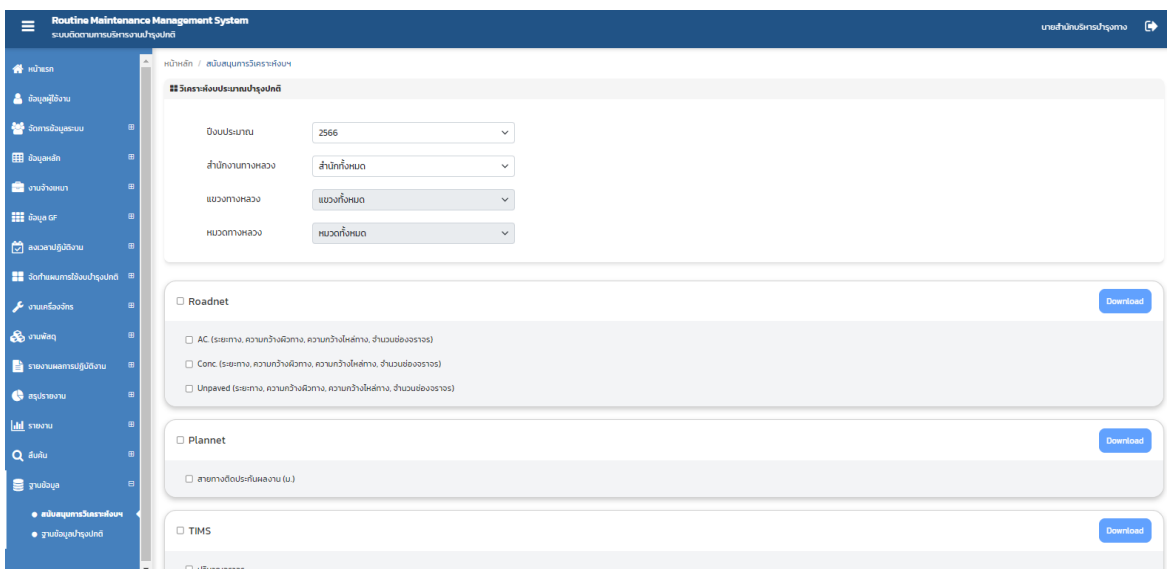 Routine Maintenance Management System
ระบบติดตามการบริหารงานบำรุงปกติ
นายสำนักบริหารบำรุงทาง
หน้าแรก
ข้อมูลผู้ใช้งาน
จัดการข้อมูลระบบ
ข้อมูลหลัก
งานจ้างเหมา
ข้อมูล GF
ลงเวลาปฏิบัติงาน
จัดทำแผนการใช้งบบำรุงปกติ
งานเครื่องจักร
งานพัสดุ
รายงานผลการปฏิบัติงาน
สรุปรายงาน
รายงาน
สืบค้น
ฐานข้อมูล
สนับสนุนการวิเคราะห์งบฯ
ฐานข้อมูลบำรุงปกติ
หน้าหลัก / สนับสนุนการวิเคราะห์งบฯ
วิเคราะห์งบประมาณบำรุงปกติ
ปีงบประมาณ 2566
สำนักงานทางหลวง สำนักทั้งหมด
แขวงทางหลวง แขวงทั้งหมด
หมวดทางหลวง หมวดทั้งหมด
Roadnet Download
AC. (ระยะทาง, ความกว้างผิวทาง, ความกว้างไหล่ทาง, จำนวนช่องจราจร)
Conc. (ระยะทาง, ความกว้างผิวทาง, ความกว้างไหล่ทาง, จำนวนช่องจราจร)
Unpaved (ระยะทาง, ความกว้างผิวทาง, ความกว้างไหล่ทาง, จำนวนช่องจราจร)
Plannet Download
สายทางติดประกันผลงาน (ม.)
TIMS Download